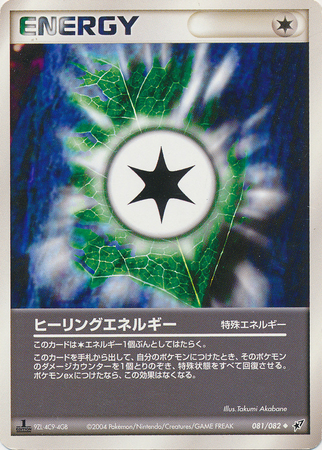 ENERGY
ヒーリングエネルギー 特殊エネルギー
このカードは✶エネルギー1個ぶんとしてはたらく。
このカードを手札から出して、自分のポケモンにつけたとき、そのポケモン
のダメージカウンターを1個とりのぞき、特殊状態をすべて回復させる。
ポケモンexにつけたなら、この効果はなくなる。
Illus. Takumi Akabane
1 EDITION 9ZL-4C9-4G8 ©2004 Pokémon/Nintendo/Creatures/GAME FREAK 081/082 ◆